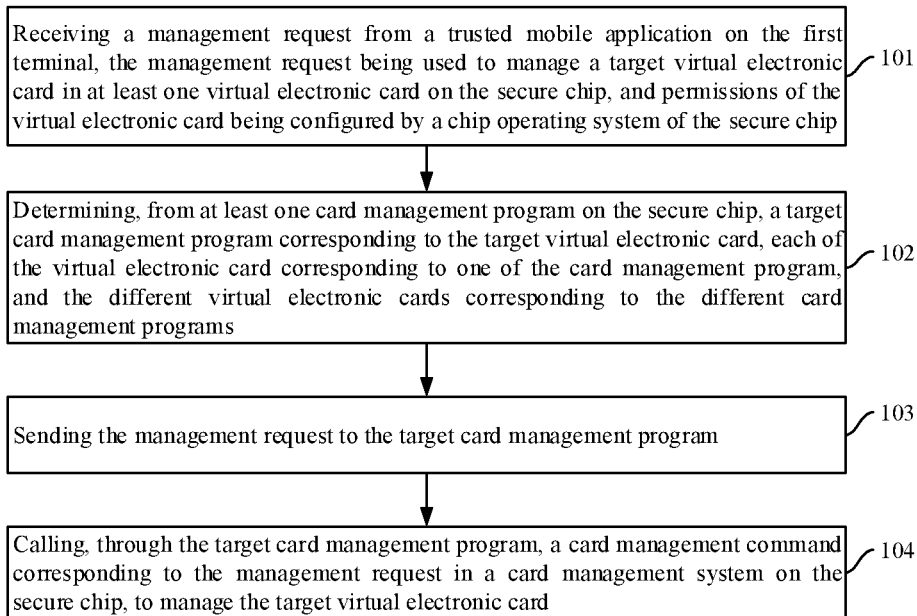 Receiving a management request from a trusted mobile application on the first
terminal, the management request being used to manage a target virtual electronic
card in at least one virtual electronic card on the secure chip, and permissions of the
virtual electronic card being configured by a chip operating system of the secure chip
101
Determining, from at least one card management program on the secure chip, a target
card management program corresponding to the target virtual electronic card, each of
the virtual electronic card corresponding to one of the card management program,
and the different virtual electronic cards corresponding to the different card
management programs
102
Sending the management request to the target card management program
103
Calling, through the target card management program, a card management command
corresponding to the management request in a card management system on the
secure chip, to manage the target virtual electronic card
104